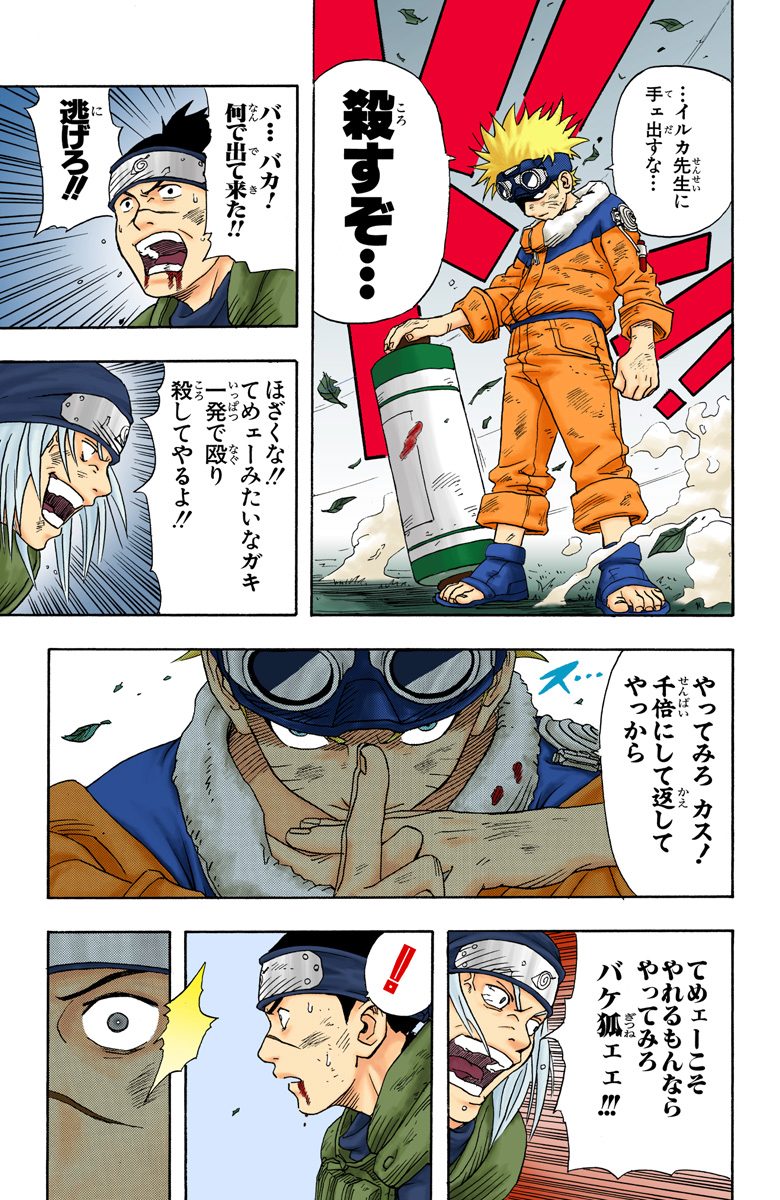 …イルカ先生に
手ェ出すな…
殺すぞ…
バ… バカ！
何で出て来た!!
逃げろ!!
ほざくな!!
てめェーみたいなガキ
一発で殴り
殺してやるよ!!
ス…
やってみろ カス！
千倍にして返して
やっから
てめェーこそ
やれるもんなら
やってみろ
バケ狐ェェ!!!
!